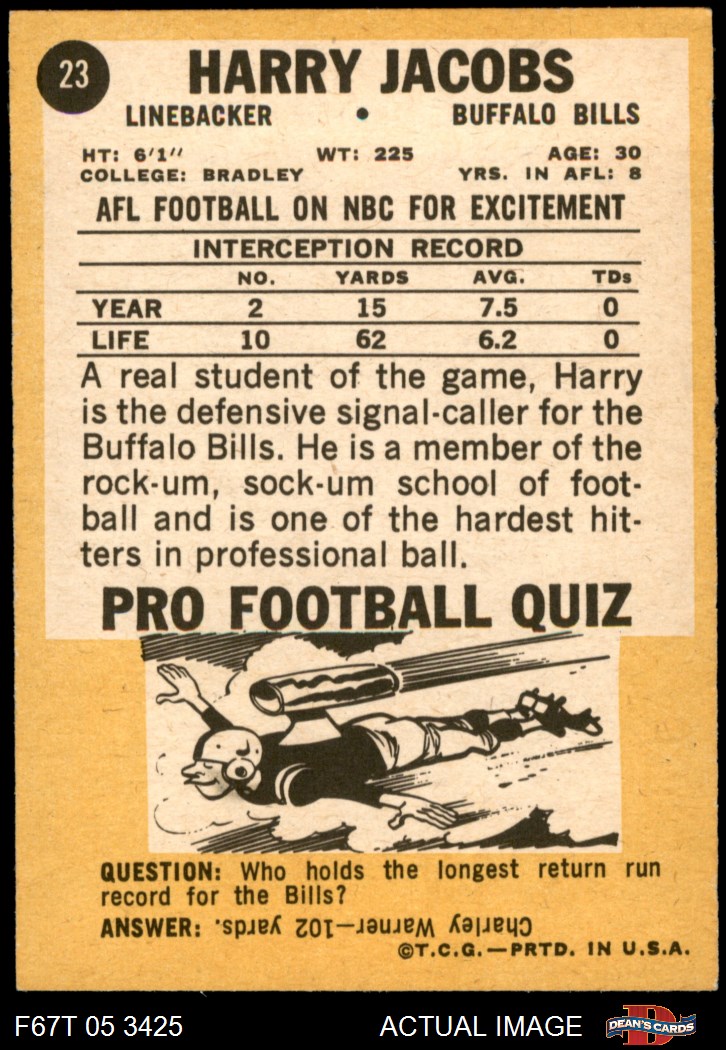 23
HARRY JACOBS
LINEBACKER • BUFFALO BILLS
HT: 6'1" WT: 225 AGE: 30
COLLEGE: BRADLEY YRS. IN AFL: 8
AFL FOOTBALL ON NBC FOR EXCITEMENT
INTERCEPTION RECORD
NO. YARDS AVG. TDs
YEAR 2 15 7.5 0
LIFE 10 62 6.2 0
A real student of the game, Harry
is the defensive signal-caller for the
Buffalo Bills. He is a member of the
rock-um, sock-um school of foot-
ball and is one of the hardest hit-
ters in professional ball.
PRO FOOTBALL QUIZ
QUESTION: Who holds the longest return run
record for the Bills?
ANSWER: Charley Warner—102 yards.
©T.C.G.—PRTD. IN U.S.A.
F67T 05 3425 ACTUAL IMAGE D DEAN'S CARDS